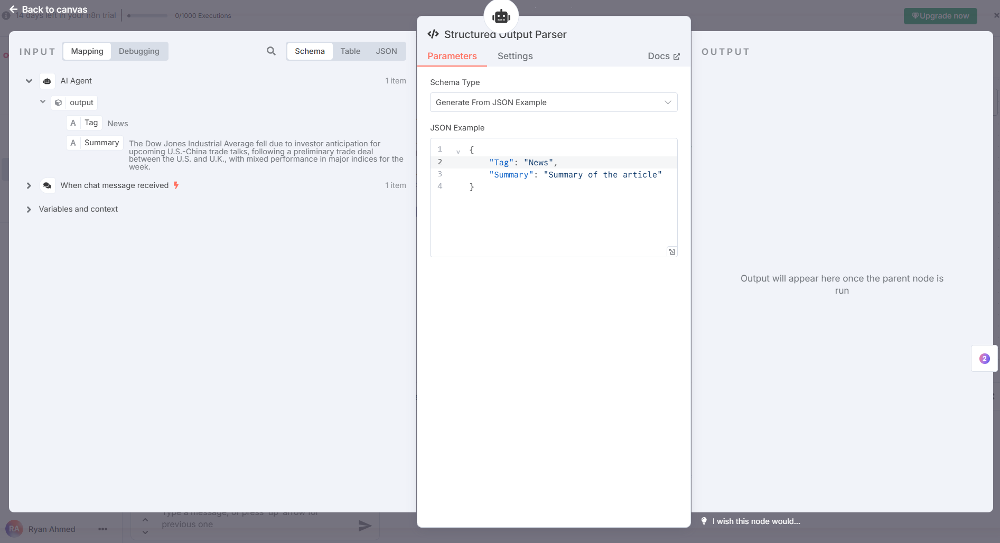 Back to canvas
14 days left in your n8n trial
0/1000 Executions
Upgrade now
INPUT
Mapping
Debugging
Schema
Table
JSON
AI Agent
1 item
output
A Tag News
A Summary The Dow Jones Industrial Average fell due to investor anticipation for
upcoming U.S.-China trade talks, following a preliminary trade deal
between the U.S. and U.K., with mixed performance in major indices for the
week.
When chat message received
1 item
Variables and context
Structured Output Parser
Parameters
Settings
Docs
Schema Type
Generate From JSON Example
JSON Example
1 {
2 "Tag": "News",
3 "Summary": "Summary of the article"
4 }
OUTPUT
Output will appear here once the parent node is
run
2
Type a message, or press 'up' arrow for
previous one
RA
Ryan Ahmed
I wish this node would...